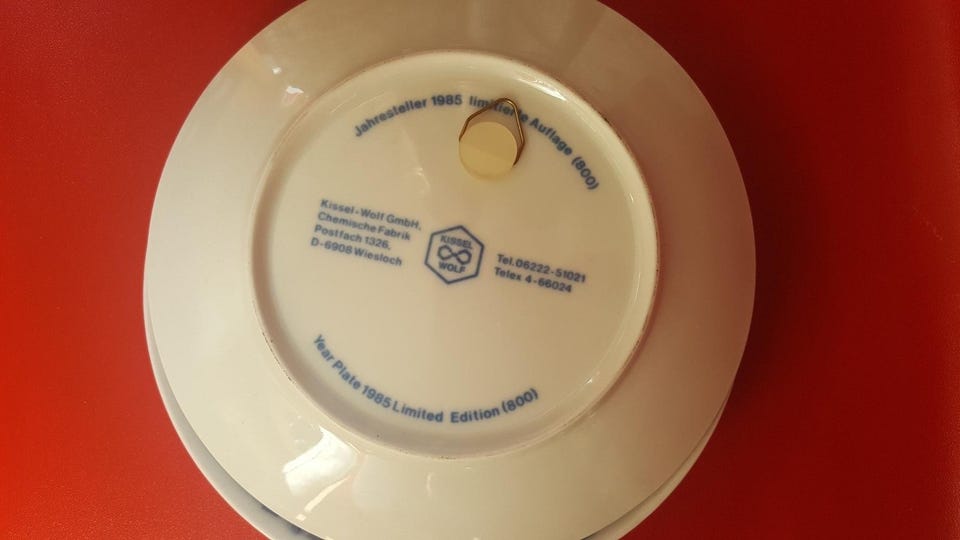 Jahresteller 1985 limitierte Auflage (800)
Kissel-Wolf GmbH,
Chemische Fabrik
Postfach 1326,
D-6908 Wiesloch
KISSEL
WOLF
Tel.06222-51021
Telex 4-66024
Year Plate 1985 Limited Edition (800)